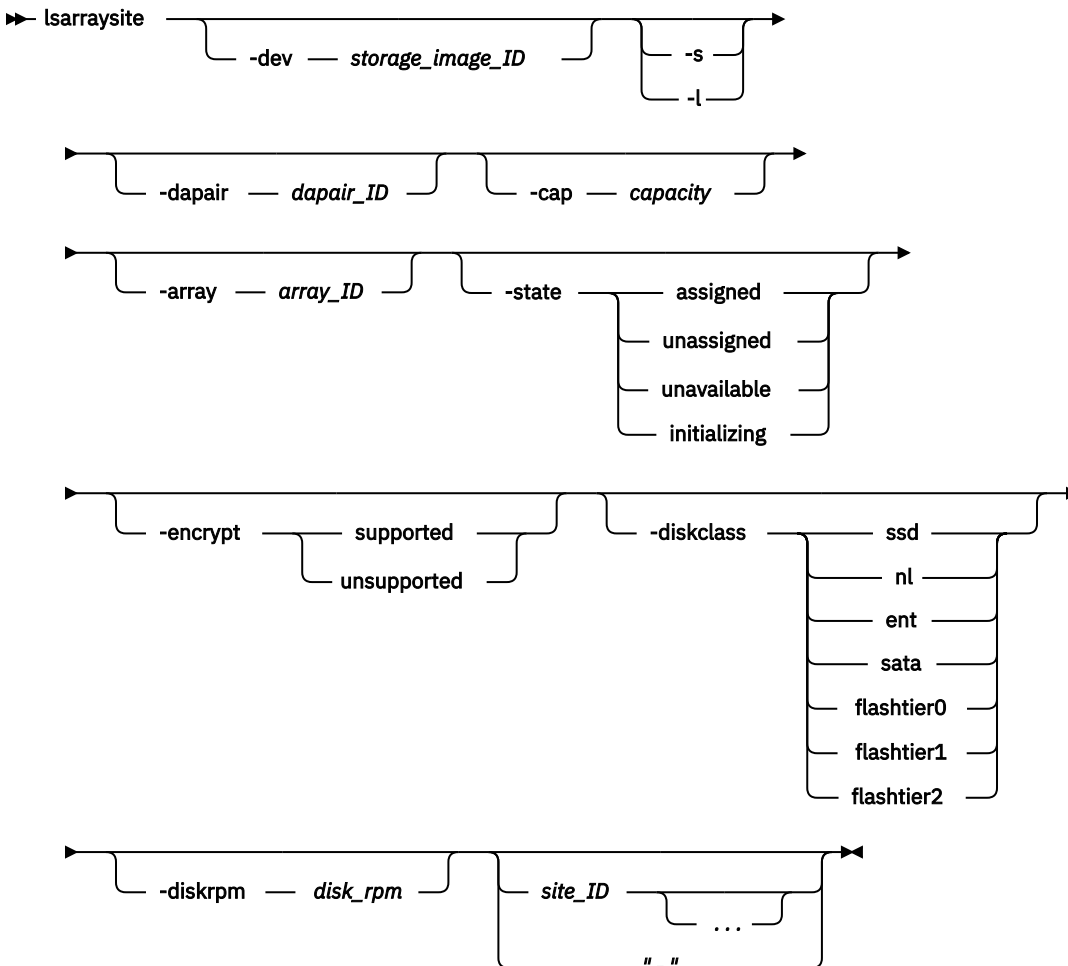 lsarraysite
-dev storage_image_ID -s
-l
-dapair dapair_ID -cap capacity
-array array_ID -state assigned
unassigned
unavailable
initializing
-encrypt supported -diskclass ssd
unsupported
nl
ent
sata
flashtier0
flashtier1
flashtier2
-diskrpm disk_rpm site_ID
...
" "